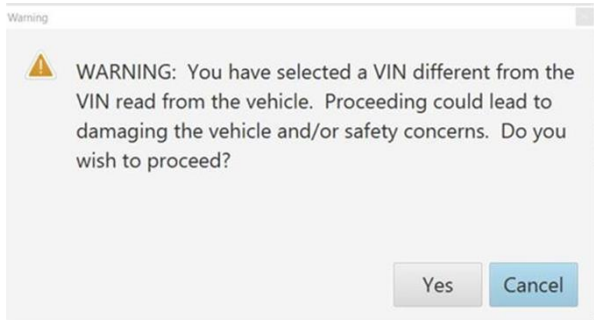 Warning
WARNING: You have selected a VIN different from the
VIN read from the vehicle. Proceeding could lead to
damaging the vehicle and/or safety concerns. Do you
wish to proceed?
Yes
Cancel